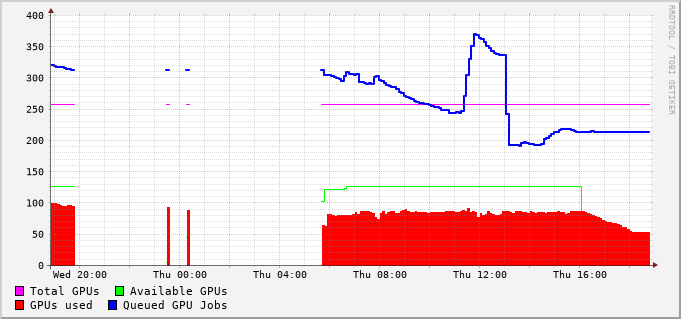 400
350
300
250
200
150
100
50
0
Wed 20:00 Thu 00:00 Thu 04:00 Thu 08:00 Thu 12:00 Thu 16:00
Total GPUs Available GPUs
GPUs used Queued GPU Jobs
RRDTOOL / TOBI OETIKER